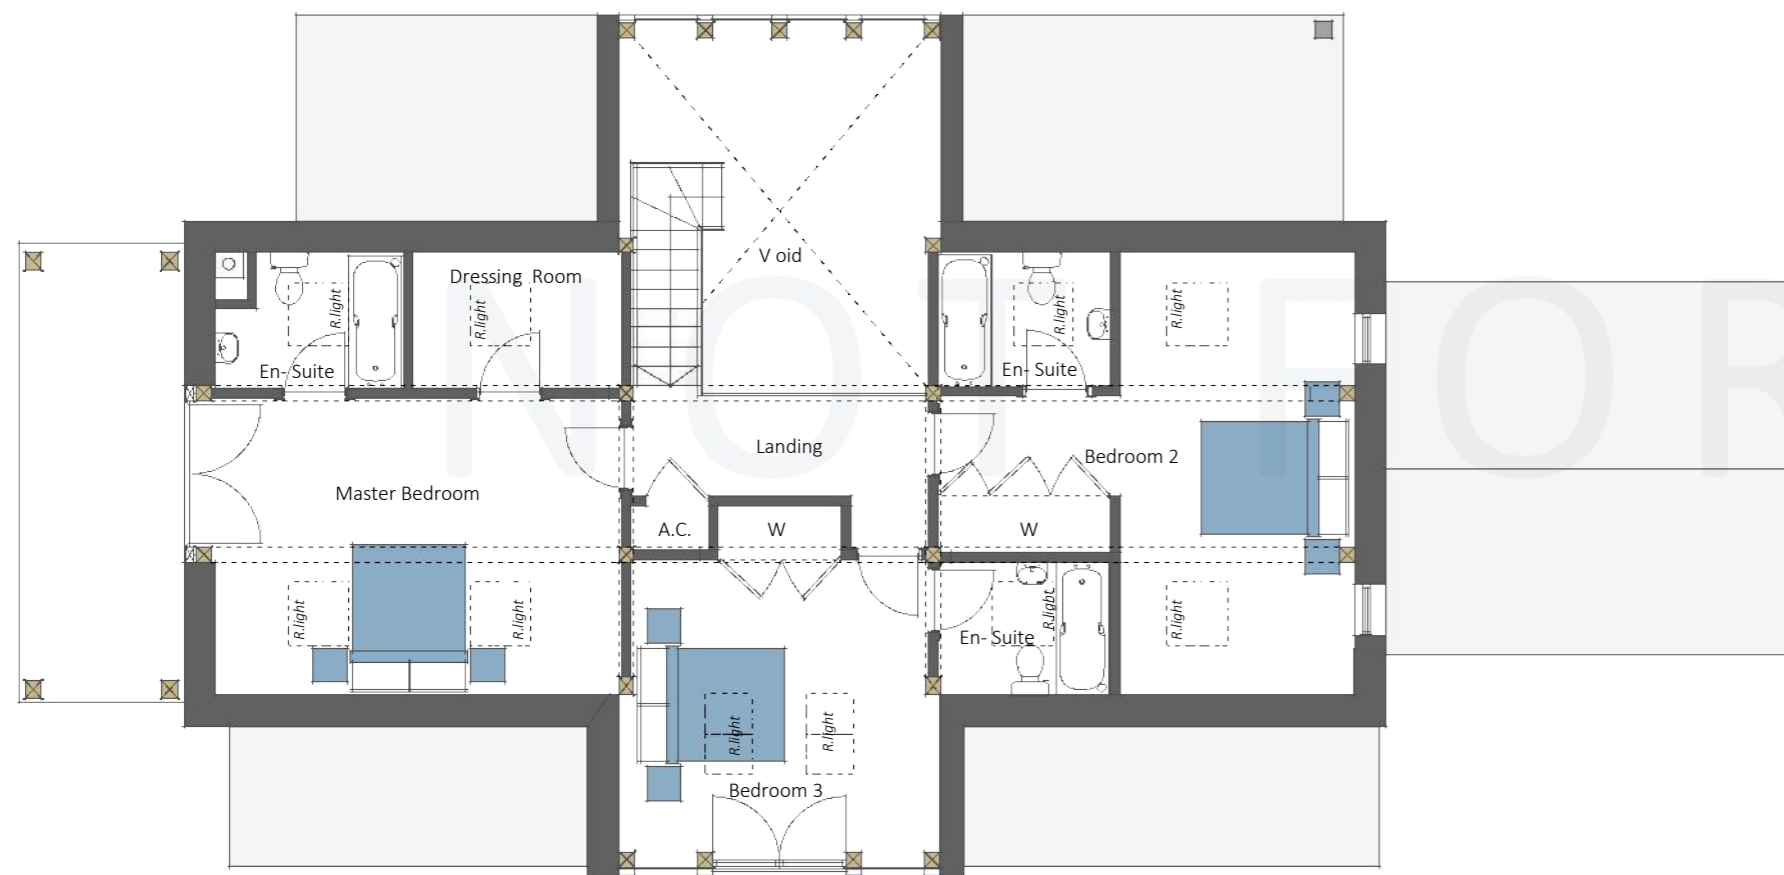 V oid
Dressing Room
R.light
R.light
R.light
R.light
En- Suite
En- Suite
NOT FOR
Landing
Bedroom 2
Master Bedroom
A.C.
W
W
R.light
R.light
R.light
R.light
En- Suite
R.light
R.light
Bedroom 3